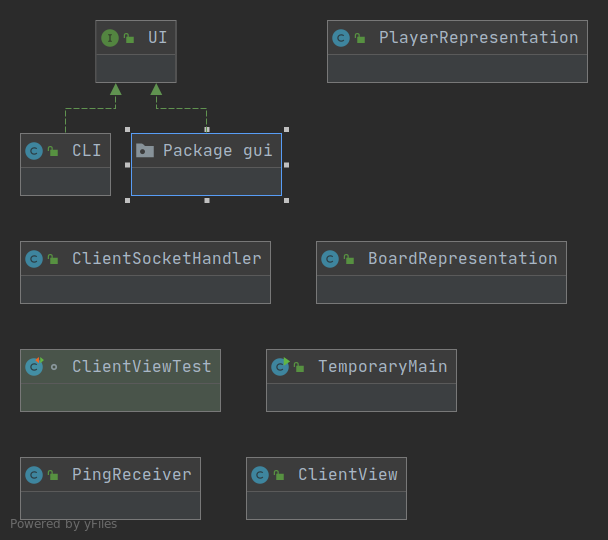 UI
PlayerRepresentation
CLI
Package gui
ClientSocketHandler
BoardRepresentation
ClientViewTest
TemporaryMain
PingReceiver
ClientView
Powered by yFiles